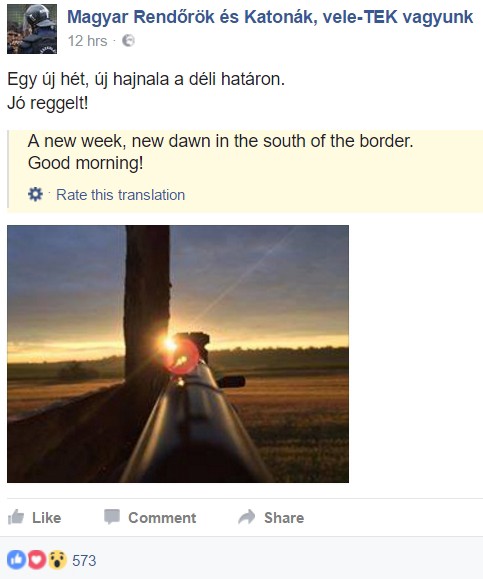 Magyar Rendőrök és Katonák, vele-TEK vagyunk
12 hrs ·
Egy új hét, új hajnala a déli határon.
Jó reggelt!
A new week, new dawn in the south of the border.
Good morning!
· Rate this translation
Like Comment Share
573